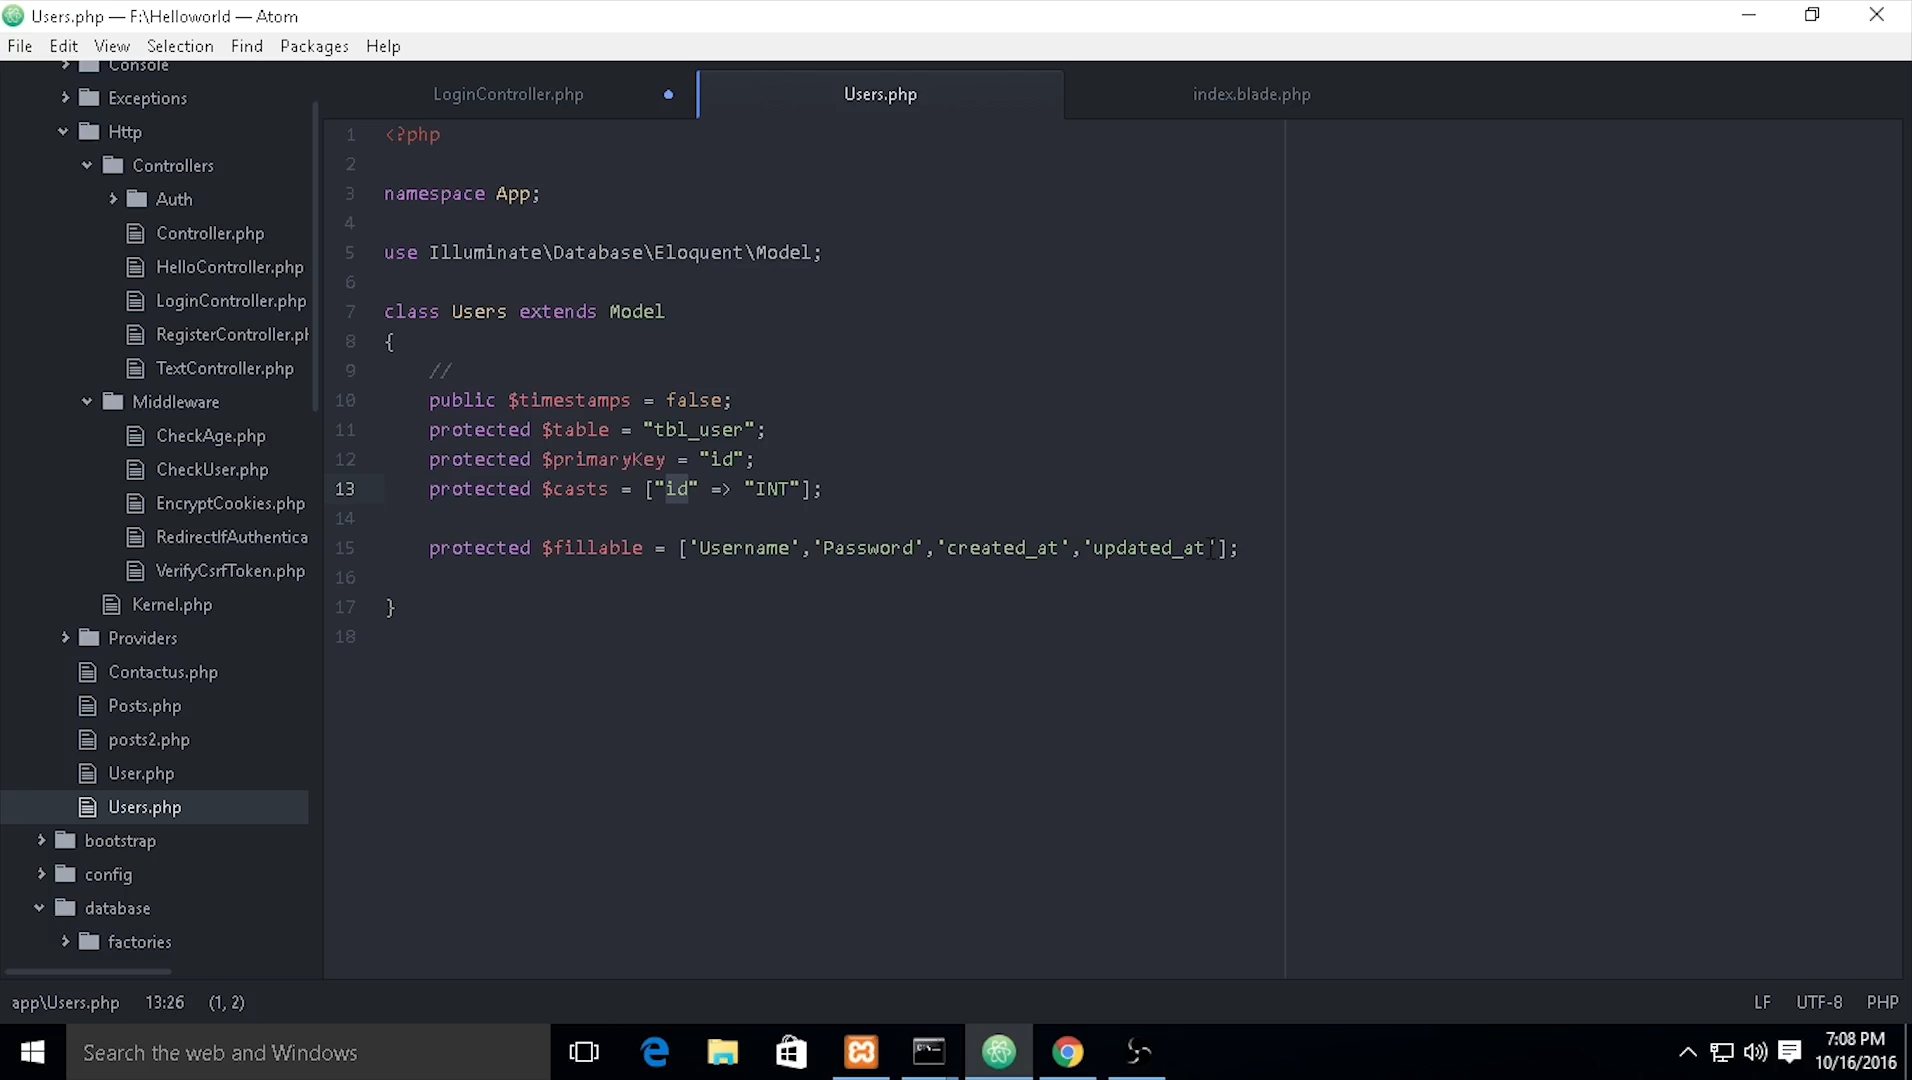 Users.php — F:\Helloworld — Atom
File Edit View Selection Find Packages Help
Console
Exceptions
Http
Controllers
Auth
Controller.php
HelloController.php
LoginController.php
RegisterController.ph
TextController.php
Middleware
CheckAge.php
CheckUser.php
EncryptCookies.php
RedirectIfAuthentica
VerifyCsrfToken.php
Kernel.php
Providers
Contactus.php
Posts.php
posts2.php
User.php
Users.php
bootstrap
config
database
factories
LoginController.php Users.php index.blade.php
1 <?php
2
3 namespace App;
4
5 use Illuminate\Database\Eloquent\Model;
6
7 class Users extends Model
8 {
9 //
10 public $timestamps = false;
11 protected $table = "tbl_user";
12 protected $primaryKey = "id";
13 protected $casts = ["id" => "INT"];
14
15 protected $fillable = ['Username','Password','created_at','updated_at'];
16
17 }
18
app\Users.php 13:26 (1, 2) LF UTF-8 PHP
Search the web and Windows
7:08 PM
10/16/2016